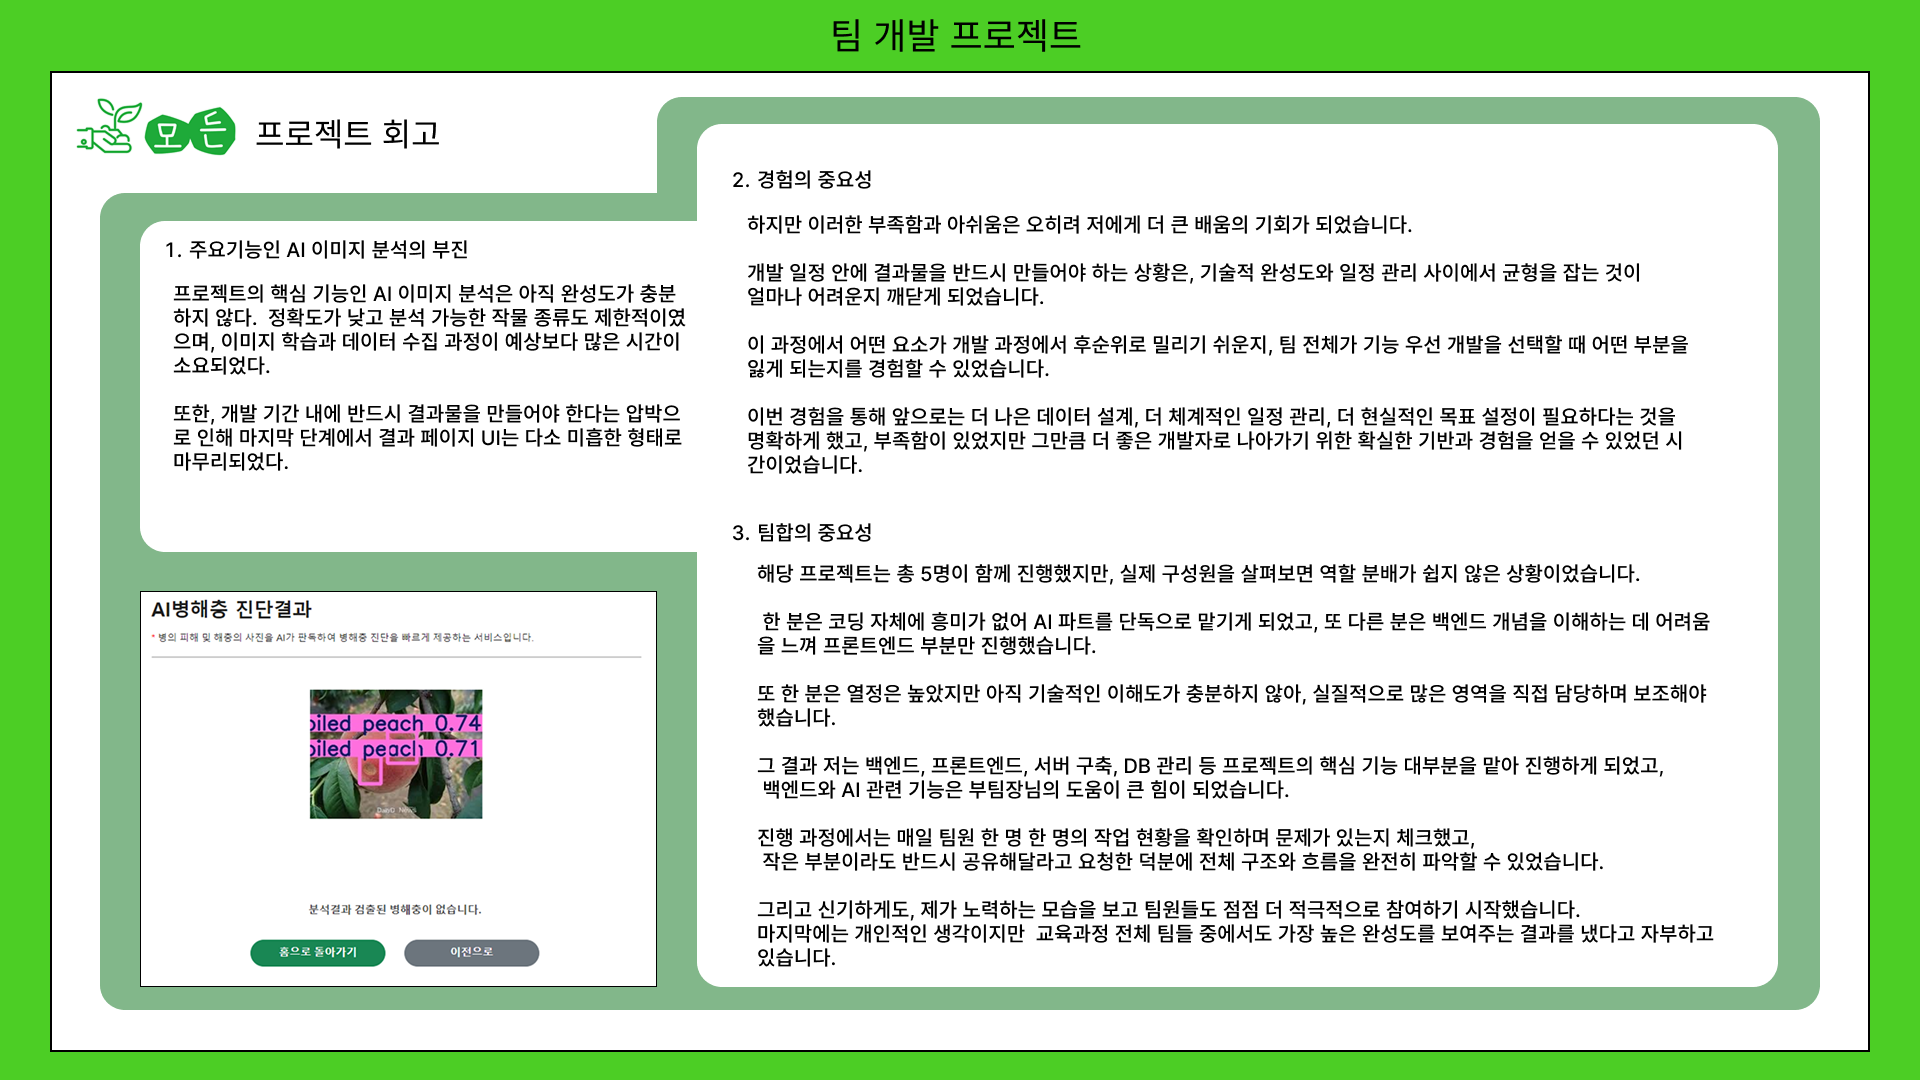 팀 개발 프로젝트
모든 프로젝트 회고
1. 주요기능인 AI 이미지 분석의 부진
프로젝트의 핵심 기능인 AI 이미지 분석은 아직 완성도가 충분
하지 않다.  정확도가 낮고 분석 가능한 작물 종류도 제한적이였
으며, 이미지 학습과 데이터 수집 과정이 예상보다 많은 시간이
소요되었다.
또한, 개발 기간 내에 반드시 결과물을 만들어야 한다는 압박으
로 인해 마지막 단계에서 결과 페이지 UI는 다소 미흡한 형태로
마무리되었다.
AI병해충 진단결과
* 병의 피해 및 해충의 사진을 AI가 판독하여 병해충 진단을 빠르게 제공하는 서비스입니다.
oiled peach 0.74
oiled peach 0.71
분석결과 검출된 병해충이 없습니다.
홈으로 돌아가기
이전으로
2. 경험의 중요성
하지만 이러한 부족함과 아쉬움은 오히려 저에게 더 큰 배움의 기회가 되었습니다.
개발 일정 안에 결과물을 반드시 만들어야 하는 상황은, 기술적 완성도와 일정 관리 사이에서 균형을 잡는 것이
얼마나 어려운지 깨닫게 되었습니다.
이 과정에서 어떤 요소가 개발 과정에서 후순위로 밀리기 쉬운지, 팀 전체가 기능 우선 개발을 선택할 때 어떤 부분을
잃게 되는지를 경험할 수 있었습니다.
이번 경험을 통해 앞으로는 더 나은 데이터 설계, 더 체계적인 일정 관리, 더 현실적인 목표 설정이 필요하다는 것을
명확하게 했고, 부족함이 있었지만 그만큼 더 좋은 개발자로 나아가기 위한 확실한 기반과 경험을 얻을 수 있었던 시
간이었습니다.
3. 팀합의 중요성
해당 프로젝트는 총 5명이 함께 진행했지만, 실제 구성원을 살펴보면 역할 분배가 쉽지 않은 상황이었습니다.
한 분은 코딩 자체에 흥미가 없어 AI 파트를 단독으로 맡기게 되었고, 또 다른 분은 백엔드 개념을 이해하는 데 어려움
을 느껴 프론트엔드 부분만 진행했습니다.
또 한 분은 열정은 높았지만 아직 기술적인 이해도가 충분하지 않아, 실질적으로 많은 영역을 직접 담당하며 보조해야
했습니다.
그 결과 저는 백엔드, 프론트엔드, 서버 구축, DB 관리 등 프로젝트의 핵심 기능 대부분을 맡아 진행하게 되었고,
백엔드와 AI 관련 기능은 부팀장님의 도움이 큰 힘이 되었습니다.
진행 과정에서는 매일 팀원 한 명 한 명의 작업 현황을 확인하며 문제가 있는지 체크했고,
작은 부분이라도 반드시 공유해달라고 요청한 덕분에 전체 구조와 흐름을 완전히 파악할 수 있었습니다.
그리고 신기하게도, 제가 노력하는 모습을 보고 팀원들도 점점 더 적극적으로 참여하기 시작했습니다.
마지막에는 개인적인 생각이지만  교육과정 전체 팀들 중에서도 가장 높은 완성도를 보여주는 결과를 냈다고 자부하고
있습니다.